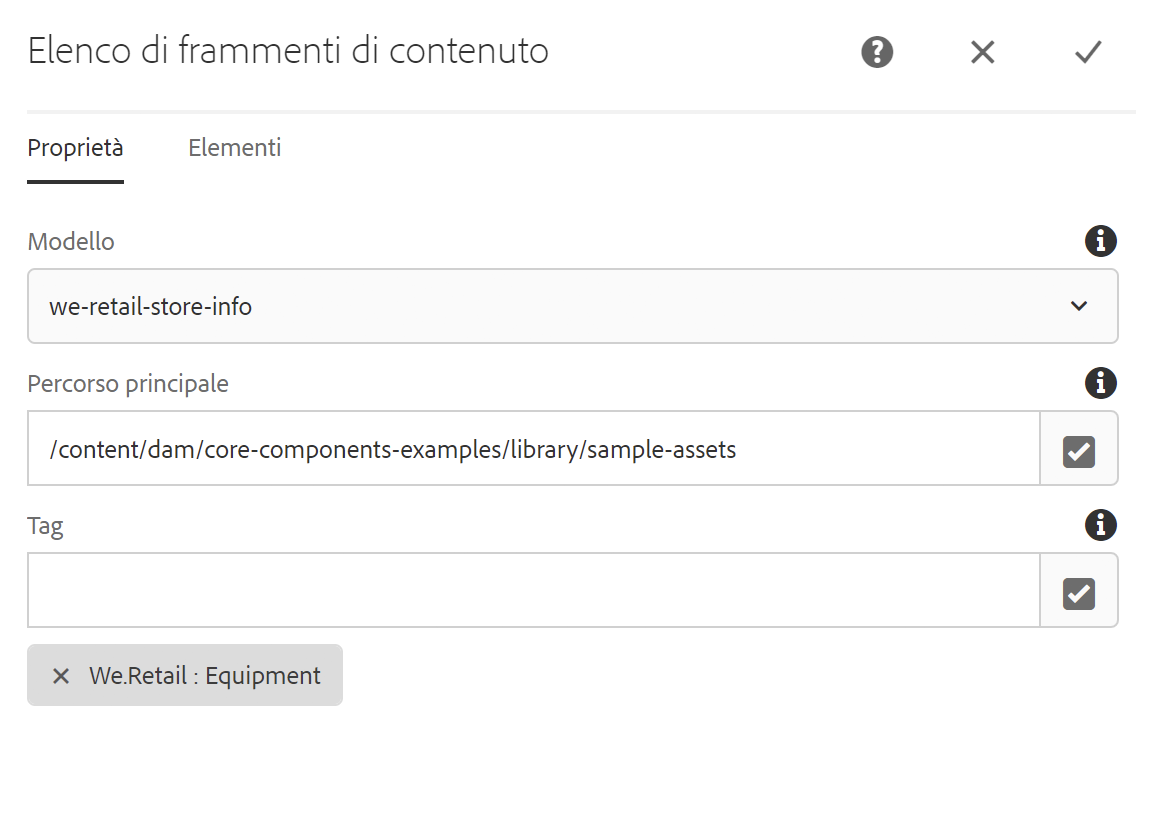 Elenco di frammenti di contenuto
Proprietà
Elementi
Modello
we-retail-store-info
Percorso principale
/content/dam/core-components-examples/library/sample-assets
Tag
We.Retail : Equipment